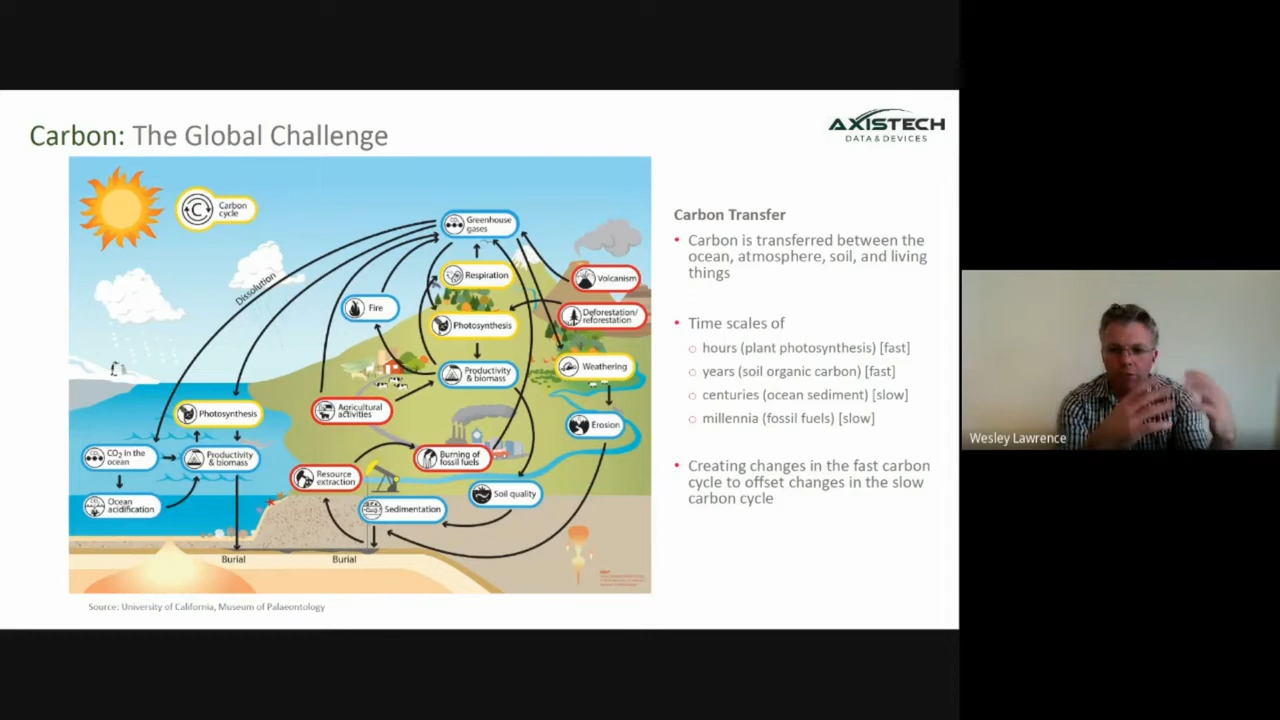 Carbon: The Global Challenge
AXISTECH
DATA & DEVICES
C
Carbon
cycle
CO₂
Greenhouse
gases
Dissolution
Respiration
Volcanism
Fire
Deforestation/
reforestation
Photosynthesis
Weathering
Productivity
& biomass
Agricultural
activities
Photosynthesis
Erosion
CO₂ in the
ocean
Productivity
& biomass
Burning of
fossil fuels
Resource
extraction
Soil quality
Ocean
acidification
Sedimentation
Burial
Burial
Source: University of California, Museum of Palaeontology
Carbon Transfer
• Carbon is transferred between the
ocean, atmosphere, soil, and living
things
• Time scales of
○ hours (plant photosynthesis) [fast]
○ years (soil organic carbon) [fast]
○ centuries (ocean sediment) [slow]
○ millennia (fossil fuels) [slow]
• Creating changes in the fast carbon
cycle to offset changes in the slow
carbon cycle
Wesley Lawrence